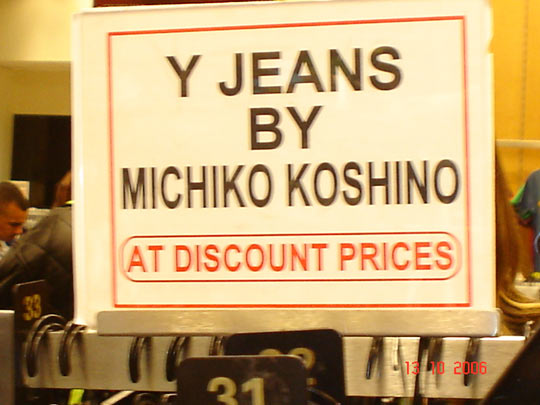 Y JEANS
BY
MICHIKO KOSHINO
AT DISCOUNT PRICES
33
31
13 10 2006